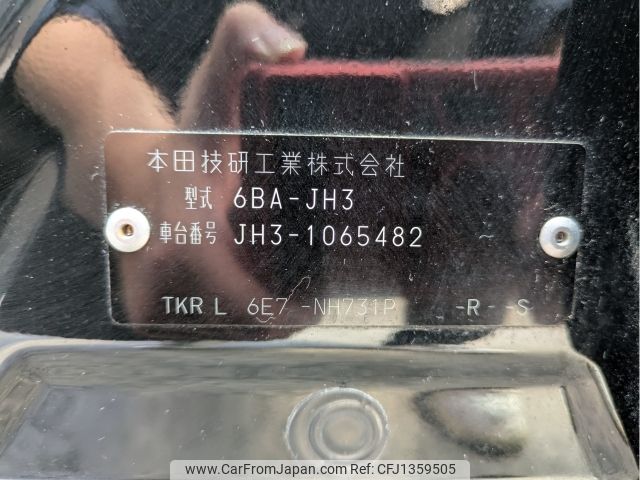 本田技研工業株式会社
型式 6BA-JH3
車台番号 JH3-1065482
TKR L 6E7 -NH731P -R- -S
www.CarFromJapan.com - CFJ1359505